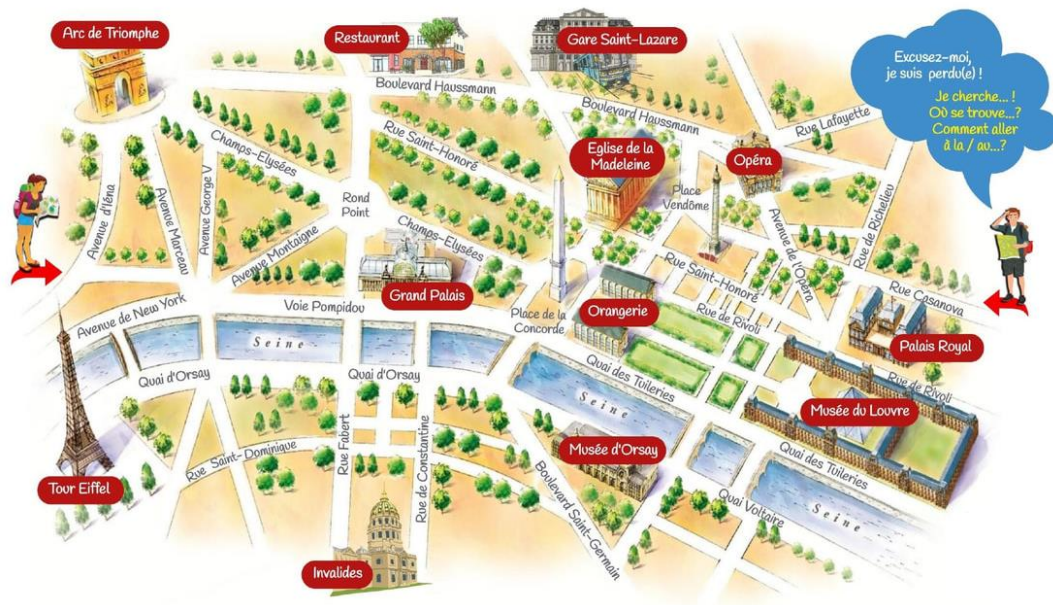 Arc de Triomphe
Restaurant
Gare Saint-Lazare
Excusez-moi,
je suis perdu(e) !
Je cherche... !
Où se trouve...?
Comment aller
à la / au...?
Boulevard Haussmann
Boulevard Haussmann
Rue Lafayette
Champs-Elysées
Rue Saint-Honoré
Eglise de la
Madeleine
Opéra
Place
Vendôme
Avenue d'Iéna
Avenue Marceau
Avenue George V
Rond
Point
Avenue Montaigne
Champs-Elysées
Rue de Richelieu
Avenue de l'Opéra
Rue Saint-Honoré
Rue Casanova
Grand Palais
Orangerie
Rue de Rivoli
Avenue de New York
Voie Pompidou
Place de la
Concorde
Palais Royal
Seine
Quai d'Orsay
Quai d'Orsay
Quai des Tuileries
Rue de Rivoli
Seine
Musée du Louvre
Rue Saint-Dominique
Rue Fabert
Rue de Constantine
Musée d'Orsay
Quai des Tuileries
Tour Eiffel
Boulevard Saint-Germain
Quai Voltaire
Seine
Invalides